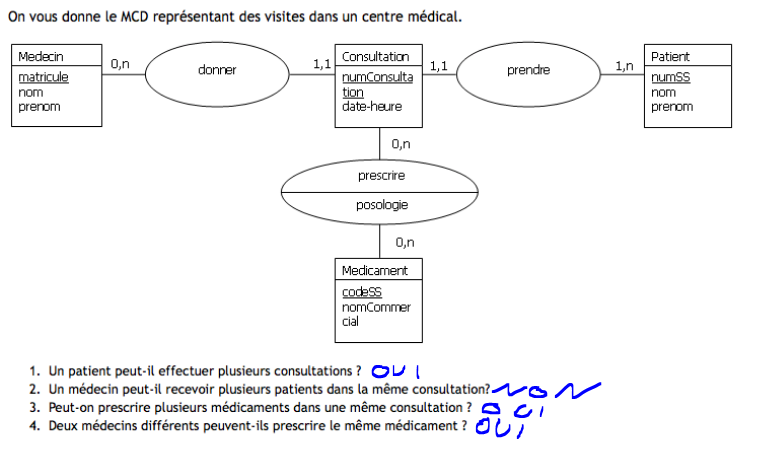 On vous donne le MCD représentant des visites dans un centre médical.
Medecin
matricule
nom
prenom
0,n
donner
1,1
Consultation
numConsulta
tion
date-heure
1,1
prendre
1,n
Patient
numSS
nom
prenom
0,n
prescrire
posologie
0,n
Medicament
codeSS
nomCommer
cial
1. Un patient peut-il effectuer plusieurs consultations ? OUI
2. Un médecin peut-il recevoir plusieurs patients dans la même consultation? NON
3. Peut-on prescrire plusieurs médicaments dans une même consultation ? OUI
4. Deux médecins différents peuvent-ils prescrire le même médicament ? OUI